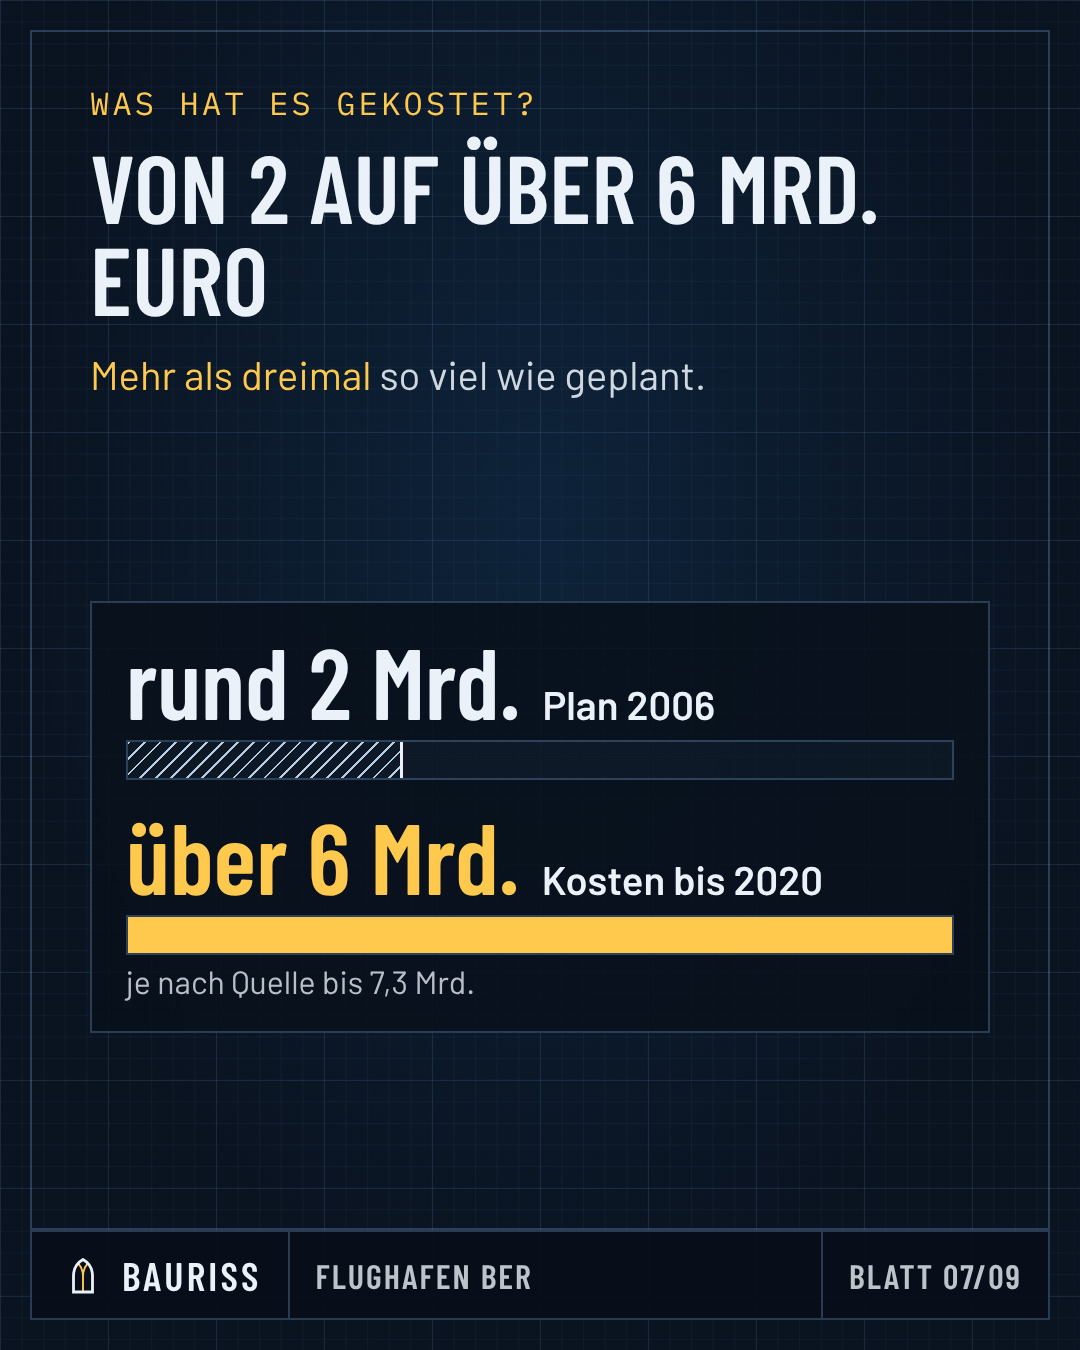 WAS HAT ES GEKOSTET?
VON 2 AUF ÜBER 6 MRD.
EURO
Mehr als dreimal so viel wie geplant.
rund 2 Mrd. Plan 2006
über 6 Mrd. Kosten bis 2020
je nach Quelle bis 7,3 Mrd.
BAURISS
FLUGHAFEN BER
BLATT 07/09